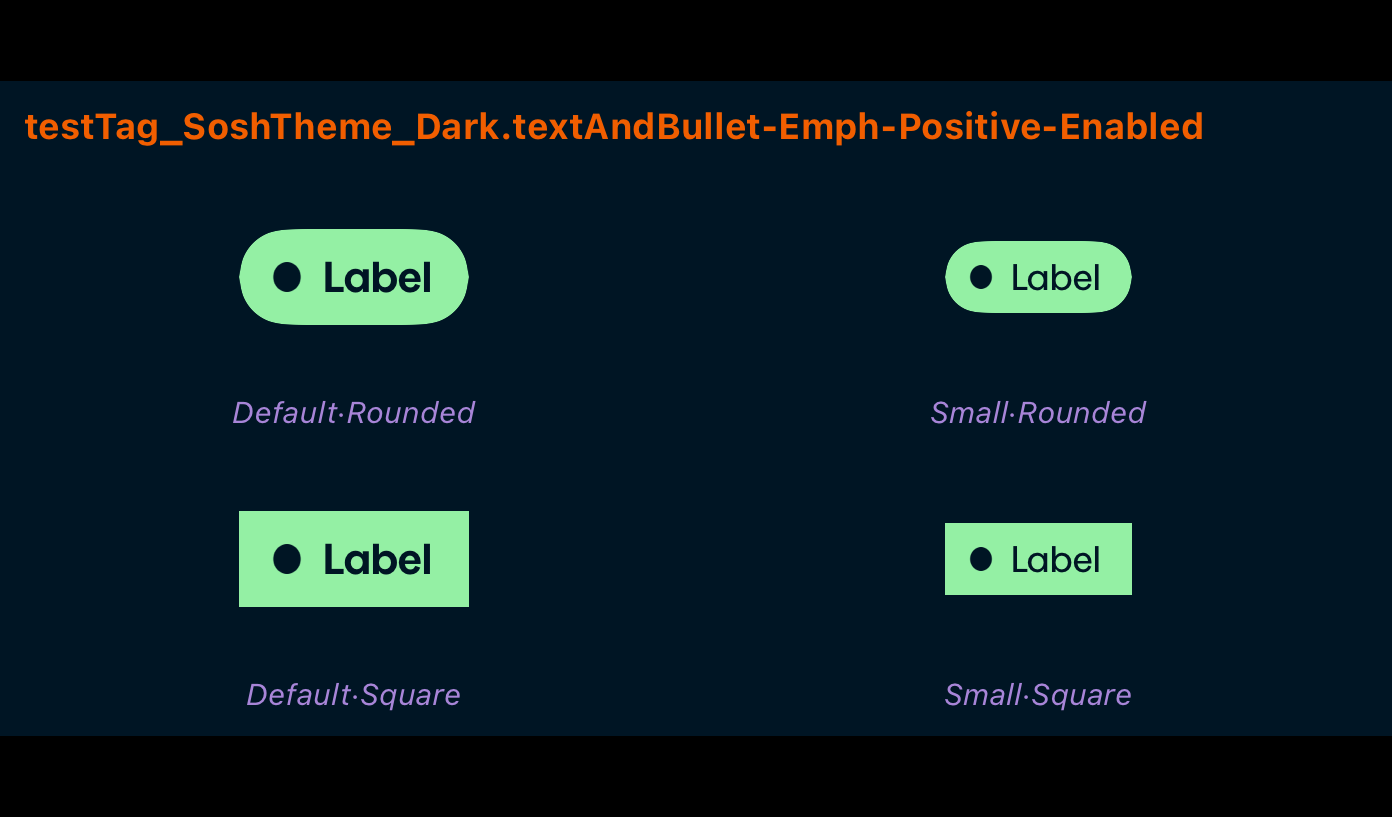 testTag_SoshTheme_Dark.textAndBullet-Emph-Positive-Enabled
Label
Label
Default·Rounded
Small·Rounded
Label
Label
Default·Square
Small·Square